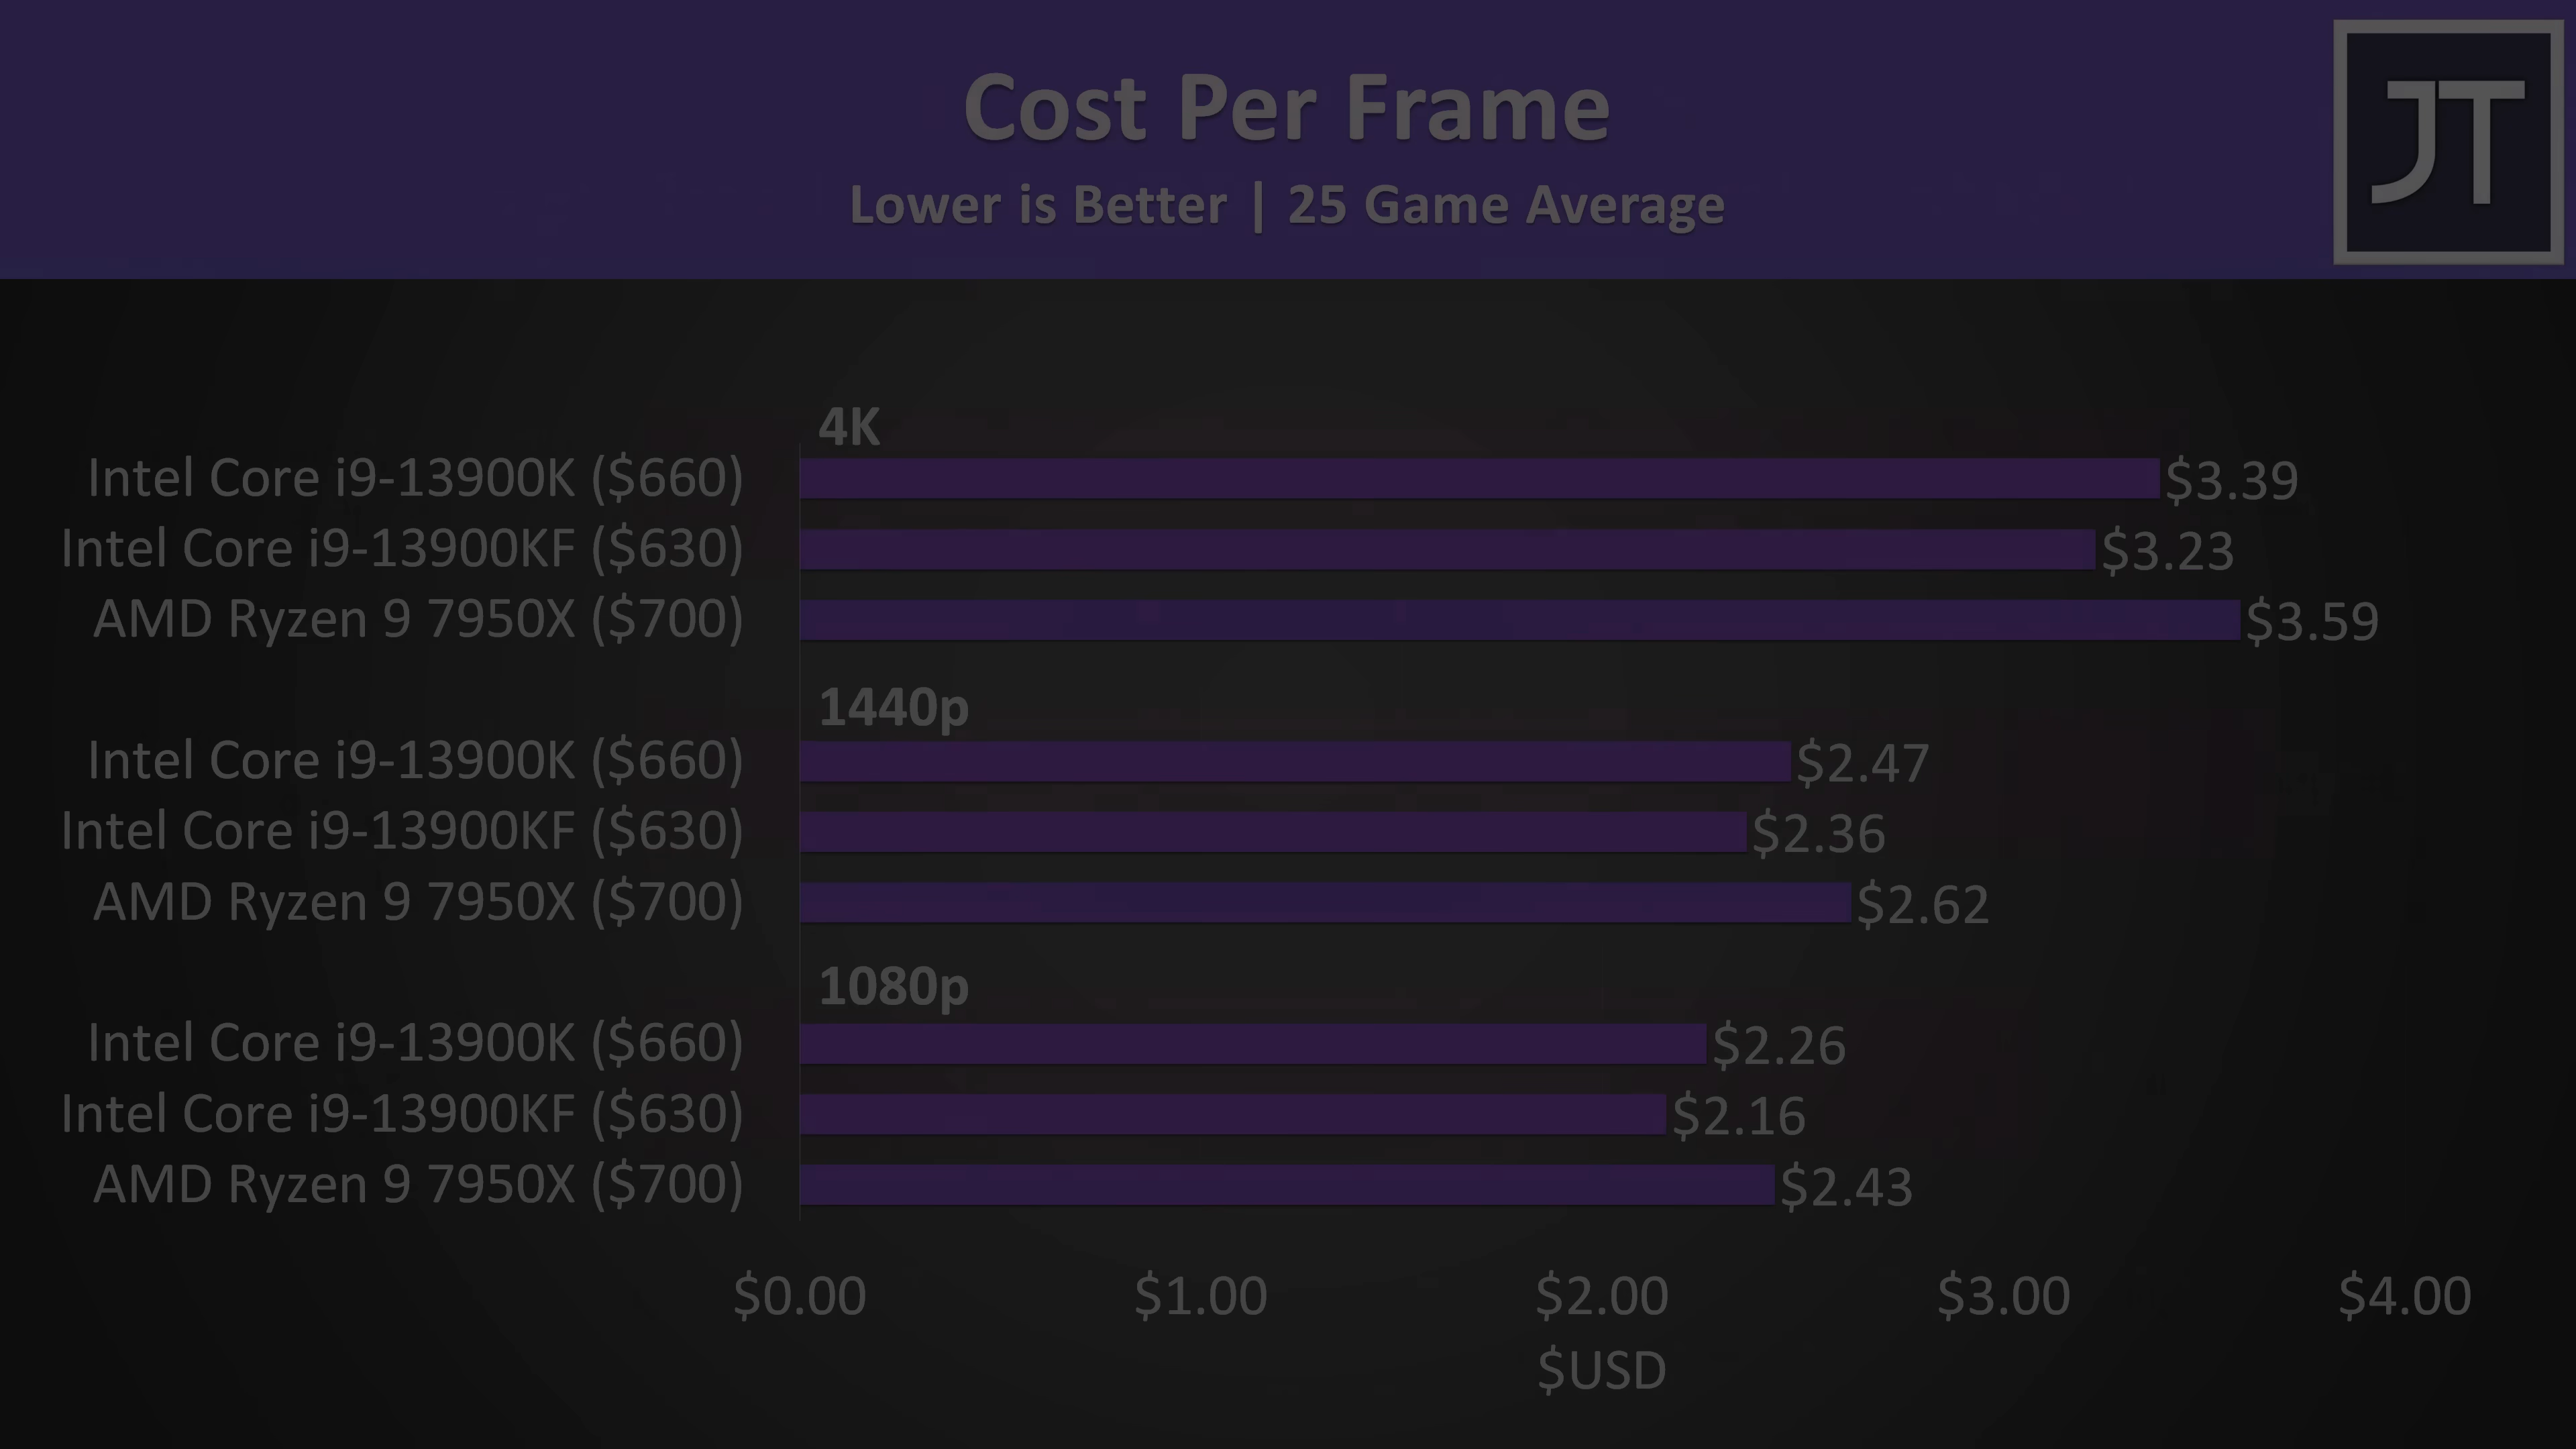 Cost Per Frame
JT
Lower is Better | 25 Game Average
4K
Intel Core i9-13900K ($660) $3.39
Intel Core i9-13900KF ($630) $3.23
AMD Ryzen 9 7950X ($700) $3.59
1440p
Intel Core i9-13900K ($660) $2.47
Intel Core i9-13900KF ($630) $2.36
AMD Ryzen 9 7950X ($700) $2.62
1080p
Intel Core i9-13900K ($660) $2.26
Intel Core i9-13900KF ($630) $2.16
AMD Ryzen 9 7950X ($700) $2.43
$0.00 $1.00 $2.00 $3.00 $4.00
$USD